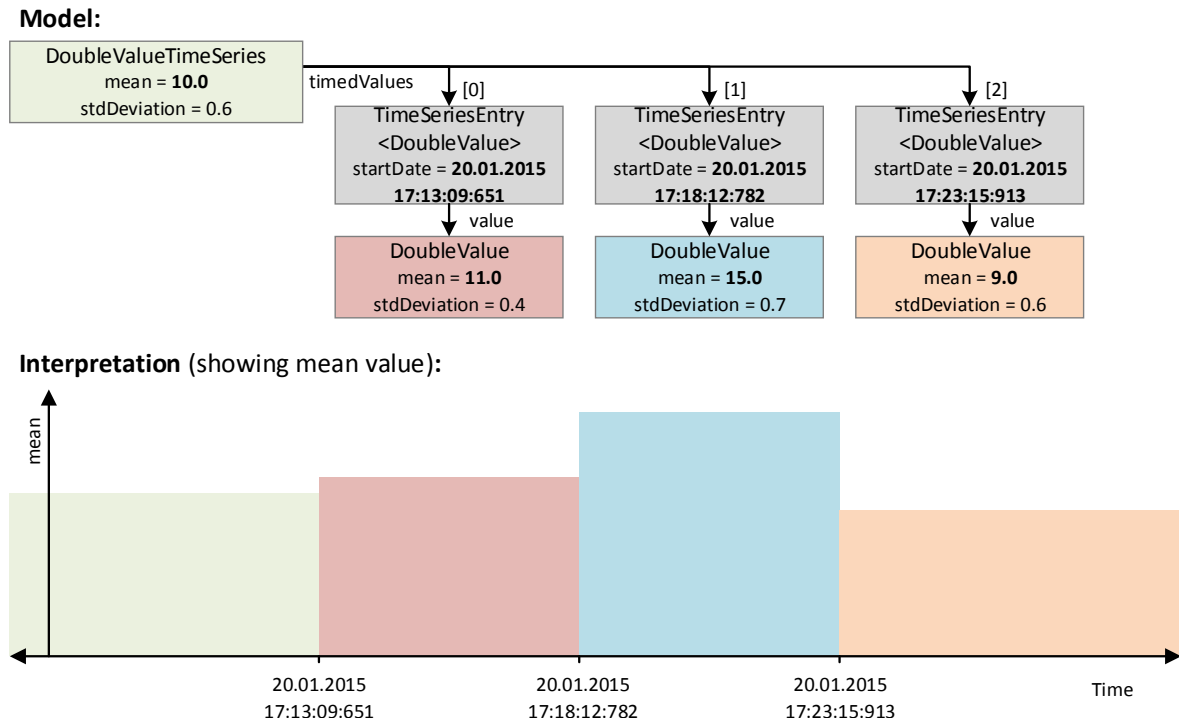 Model:
DoubleValueTimeSeries
mean = 10.0
stdDeviation = 0.6
timedValues
[0]
TimeSeriesEntry
<DoubleValue>
startDate = 20.01.2015
17:13:09:651
value
DoubleValue
mean = 11.0
stdDeviation = 0.4
[1]
TimeSeriesEntry
<DoubleValue>
startDate = 20.01.2015
17:18:12:782
value
DoubleValue
mean = 15.0
stdDeviation = 0.7
[2]
TimeSeriesEntry
<DoubleValue>
startDate = 20.01.2015
17:23:15:913
value
DoubleValue
mean = 9.0
stdDeviation = 0.6
Interpretation (showing mean value):
mean
20.01.2015
17:13:09:651
20.01.2015
17:18:12:782
20.01.2015
17:23:15:913
Time